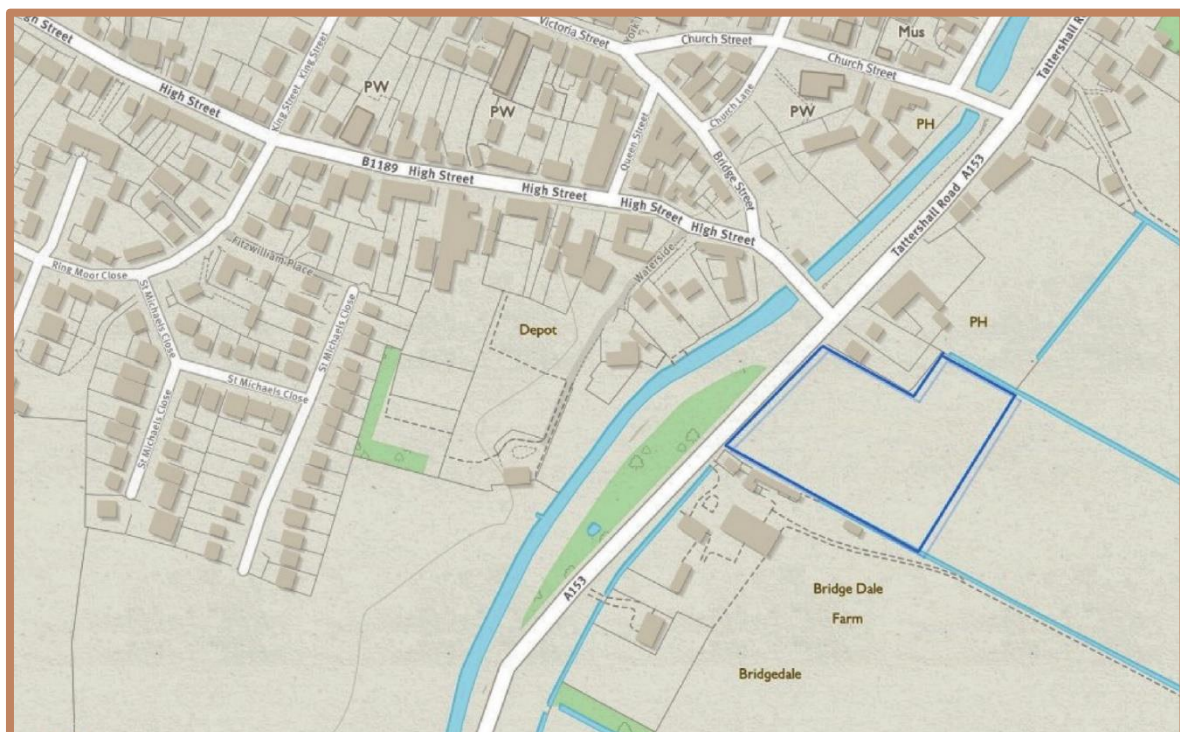 gh Street
King Street
King Street
Victoria Street
York
Church Street
Mus
Church Street
Tattershall R
High Street
PW
PW
Queen Street
Church Lane
PW
PH
B1189 High Street
High Street
Bridge Street
High Street
High Street
Tattershall Road A153
Ring Moor Close
Fitzwilliam Place
Waterside
St Michaels Close
St Michaels Close
Depot
PH
St Michaels Close
St Michaels Close
A153
Bridge Dale
Farm
Bridgedale